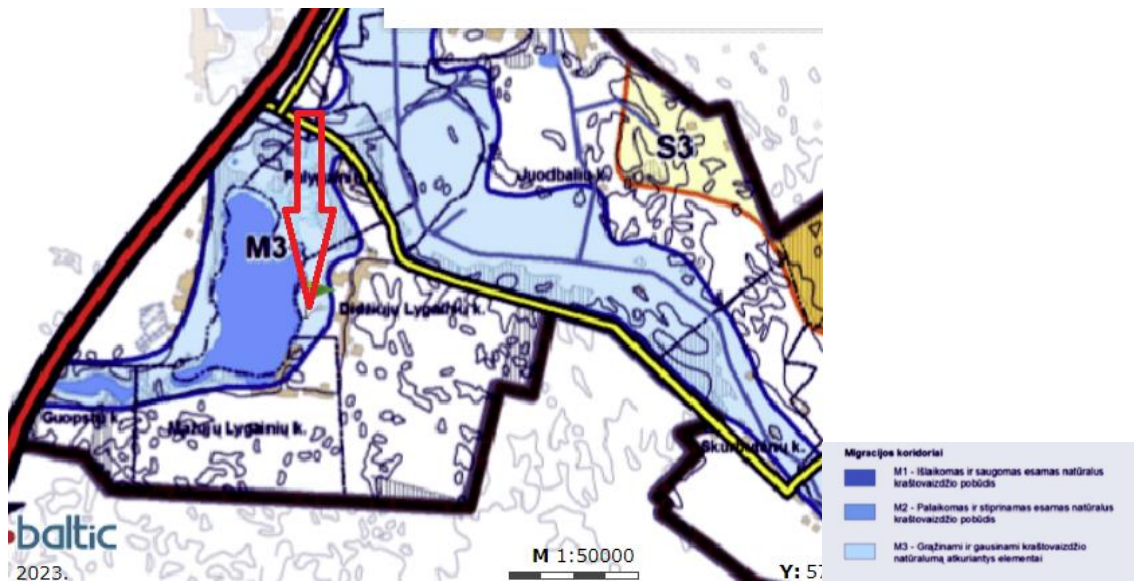 S3
Juodbalių k.
M3
Didžiųjų Lygainių k.
Guopstų k.
Mažųjų Lygainių k.
Migracijos koridoriai
M1 - Išlaikomas ir saugomas esamas natūralus
kraštovaizdžio pobūdis
M2 - Palaikomas ir stiprinamas esamas natūralus
kraštovaizdžio pobūdis
M3 - Grąžinami ir gausinami kraštovaizdžio
natūralumą atkuriantys elementai
baltic
M 1:50000
2023.
Y: 57